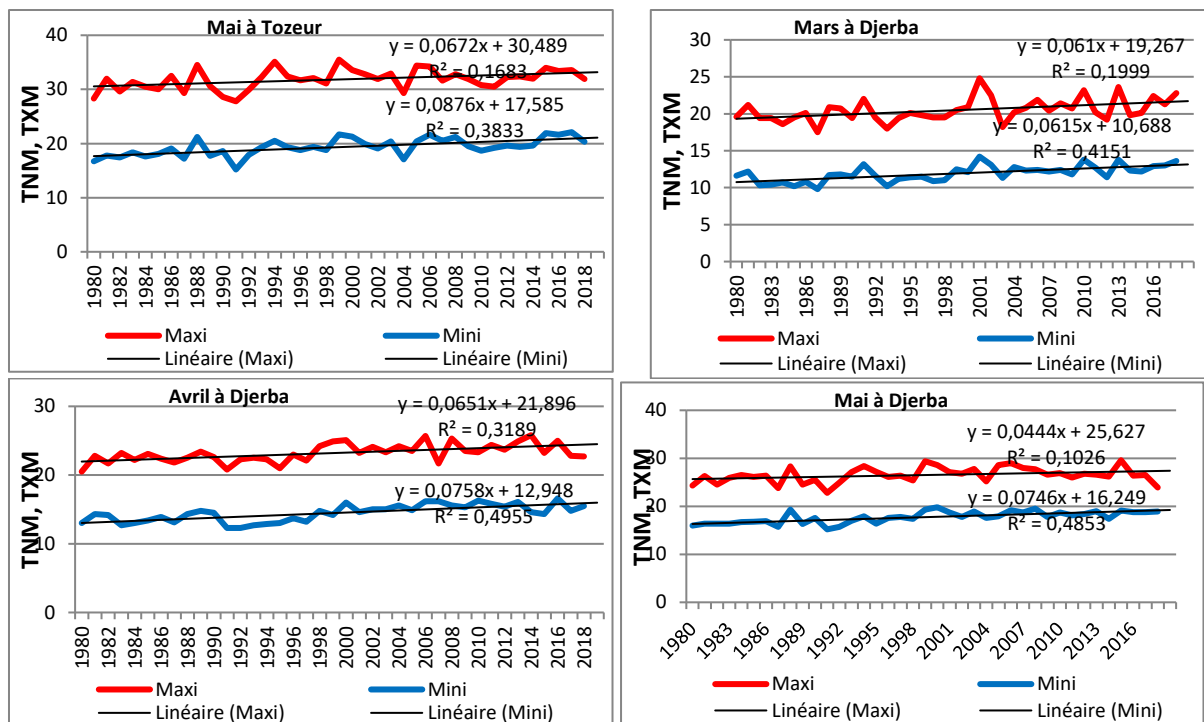 Mai à Tozeur
TNM, TXM
40
30
20
10
0
y = 0,0672x + 30,489
R² = 0,1683
y = 0,0876x + 17,585
R² = 0,3833
1980 1982 1984 1986 1988 1990 1992 1994 1996 1998 2000 2002 2004 2006 2008 2010 2012 2014 2016 2018
Maxi Mini
Linéaire (Maxi) Linéaire (Mini)
Mars à Djerba
TNM, TXM
30
25
20
15
10
5
0
y = 0,061x + 19,267
R² = 0,1999
y = 0,0615x + 10,688
R² = 0,4151
1980 1983 1986 1989 1992 1995 1998 2001 2004 2007 2010 2013 2016
Maxi Mini
Linéaire (Maxi) Linéaire (Mini)
Avril à Djerba
TNM, TXM
30
20
10
0
y = 0,0651x + 21,896
R² = 0,3189
y = 0,0758x + 12,948
R² = 0,4955
1980 1982 1984 1986 1988 1990 1992 1994 1996 1998 2000 2002 2004 2006 2008 2010 2012 2014 2016 2018
Maxi Mini
Linéaire (Maxi) Linéaire (Mini)
Mai à Djerba
TNM, TXM
40
30
20
10
0
y = 0,0444x + 25,627
R² = 0,1026
y = 0,0746x + 16,249
R² = 0,4853
1980 1983 1986 1989 1992 1995 1998 2001 2004 2007 2010 2013 2016
Maxi Mini
Linéaire (Maxi) Linéaire (Mini)